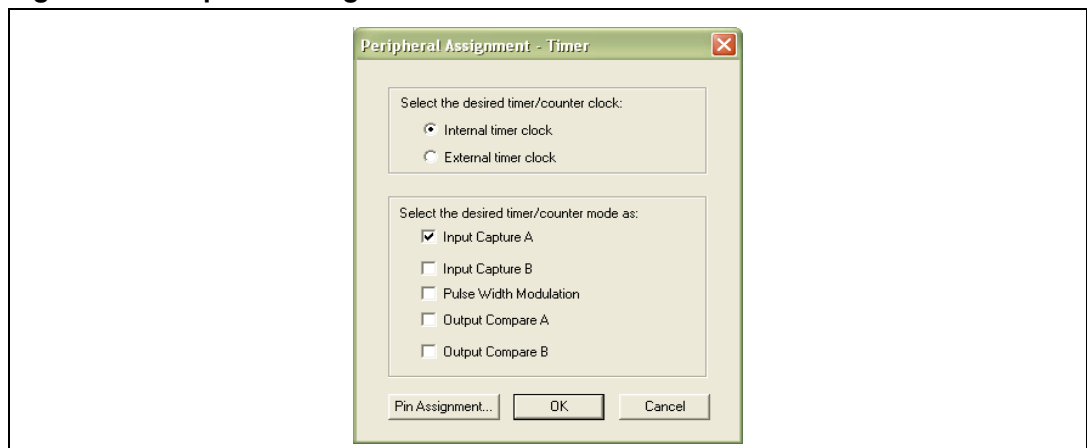 Peripheral Assignment - Timer
Select the desired timer/counter clock:
Internal timer clock
External timer clock
Select the desired timer/counter mode as:
Input Capture A
Input Capture B
Pulse Width Modulation
Output Compare A
Output Compare B
Pin Assignment... OK Cancel